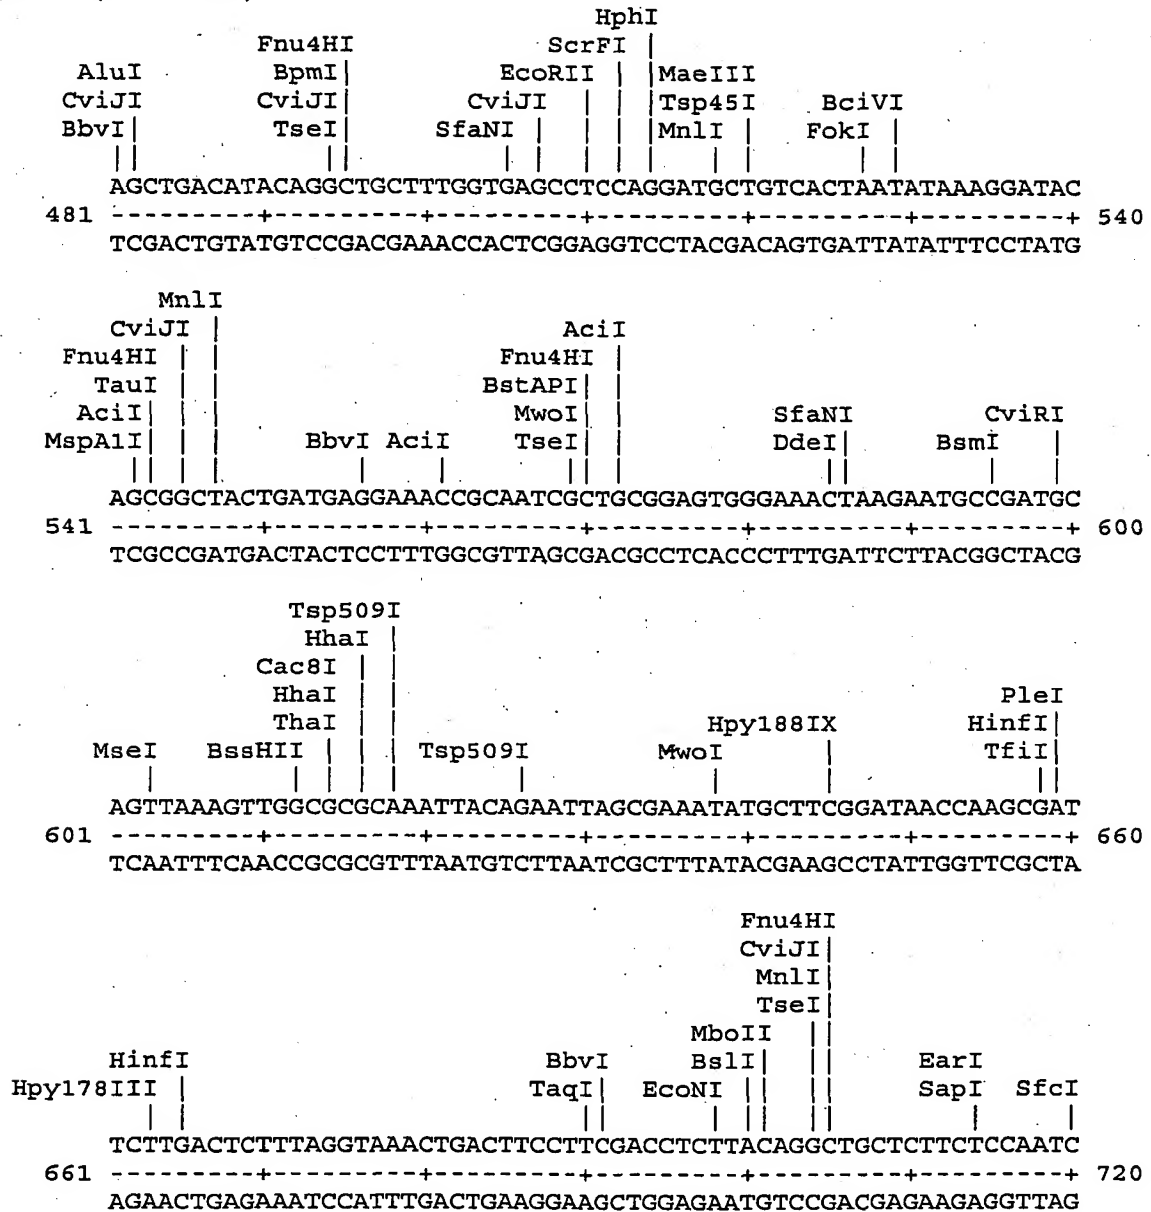 HphI
Fnu4HI ScrFI
AluI BpmI EcoRII MaeIII
CviJI CviJI CviJI Tsp45I BciVI
BbvI TseI SfaNI MnlI FokI
AGCTGACATACAGGCTGCTTTGGTGAGCCTCCAGGATGCTGTCACTAATATAAAGGATAC
481 ---------+---------+---------+---------+---------+---------+ 540
TCGACTGTATGTCCGACGAAACCACTCGGAGGTCCTACGACAGTGATTATATTTCCTATG
MnlI
CviJI AciI
Fnu4HI Fnu4HI
TauI BstAPI
AciI MwoI SfaNI CviRI
MspA1I BbvI AciI TseI DdeI BsmI
AGCGGCTACTGATGAGGAAACCGCAATCGCTGCGGAGTGGGAAACTAAGAATGCCGATGC
541 ---------+---------+---------+---------+---------+---------+ 600
TCGCCGATGACTACTCCTTTGGCGTTAGCGACGCCTCACCCTTTGATTCTTACGGCTACG
Tsp509I
HhaI
Cac8I
HhaI PleI
ThaI Hpy188IX HinfI
MseI BssHII Tsp509I MwoI TfiI
AGTTAAAGTTGGCGCGCAAATTACAGAATTAGCGAAATATGCTTCGGATAACCAAGCGAT
601 ---------+---------+---------+---------+---------+---------+ 660
TCAATTTCAACCGCGCGTTTAATGTCTTAATCGCTTTATACGAAGCCTATTGGTTCGCTA
Fnu4HI
CviJI
MnlI
TseI
MboII
HinfI BbvI BslI EarI
Hpy178III TaqI EcoNI SapI SfcI
TCTTGACTCTTTAGGTAAACTGACTTCCTTCGACCTCTTACAGGCTGCTCTTCTCCAATC
661 ---------+---------+---------+---------+---------+---------+ 720
AGAACTGAGAAATCCATTTGACTGAAGGAAGCTGGAGAATGTCCGACGAGAAGAGGTTAG